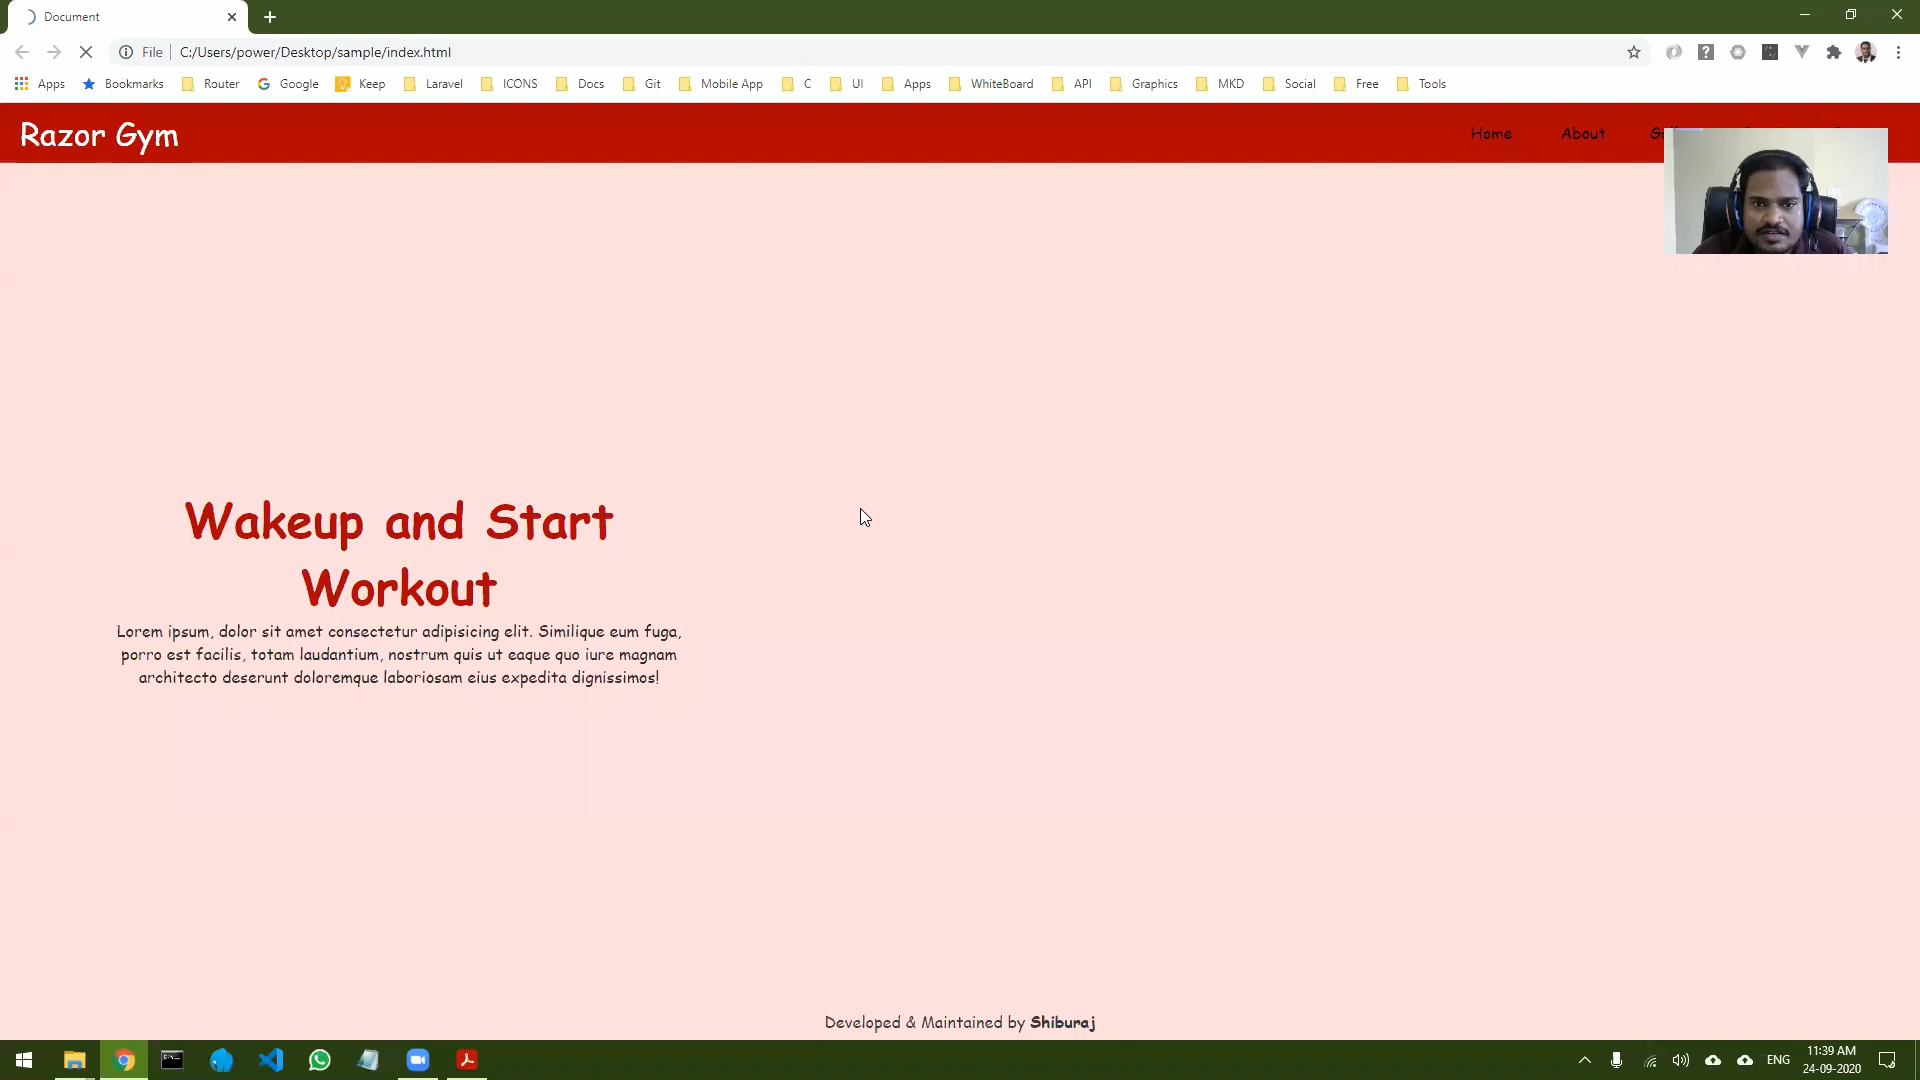 Document
File
C:/Users/power/Desktop/sample/index.html
Apps Bookmarks Router Google Keep Laravel ICONS Docs Git Mobile App C UI Apps WhiteBoard API Graphics MKD Social Free Tools
Razor Gym
Home About
Wakeup and Start
Workout
Lorem ipsum, dolor sit amet consectetur adipisicing elit. Similique eum fuga,
porro est facilis, totam laudantium, nostrum quis ut eaque quo iure magnam
architecto deserunt doloremque laboriosam eius expedita dignissimos!
Developed & Maintained by Shiburaj
ENG
11:39 AM
24-09-2020